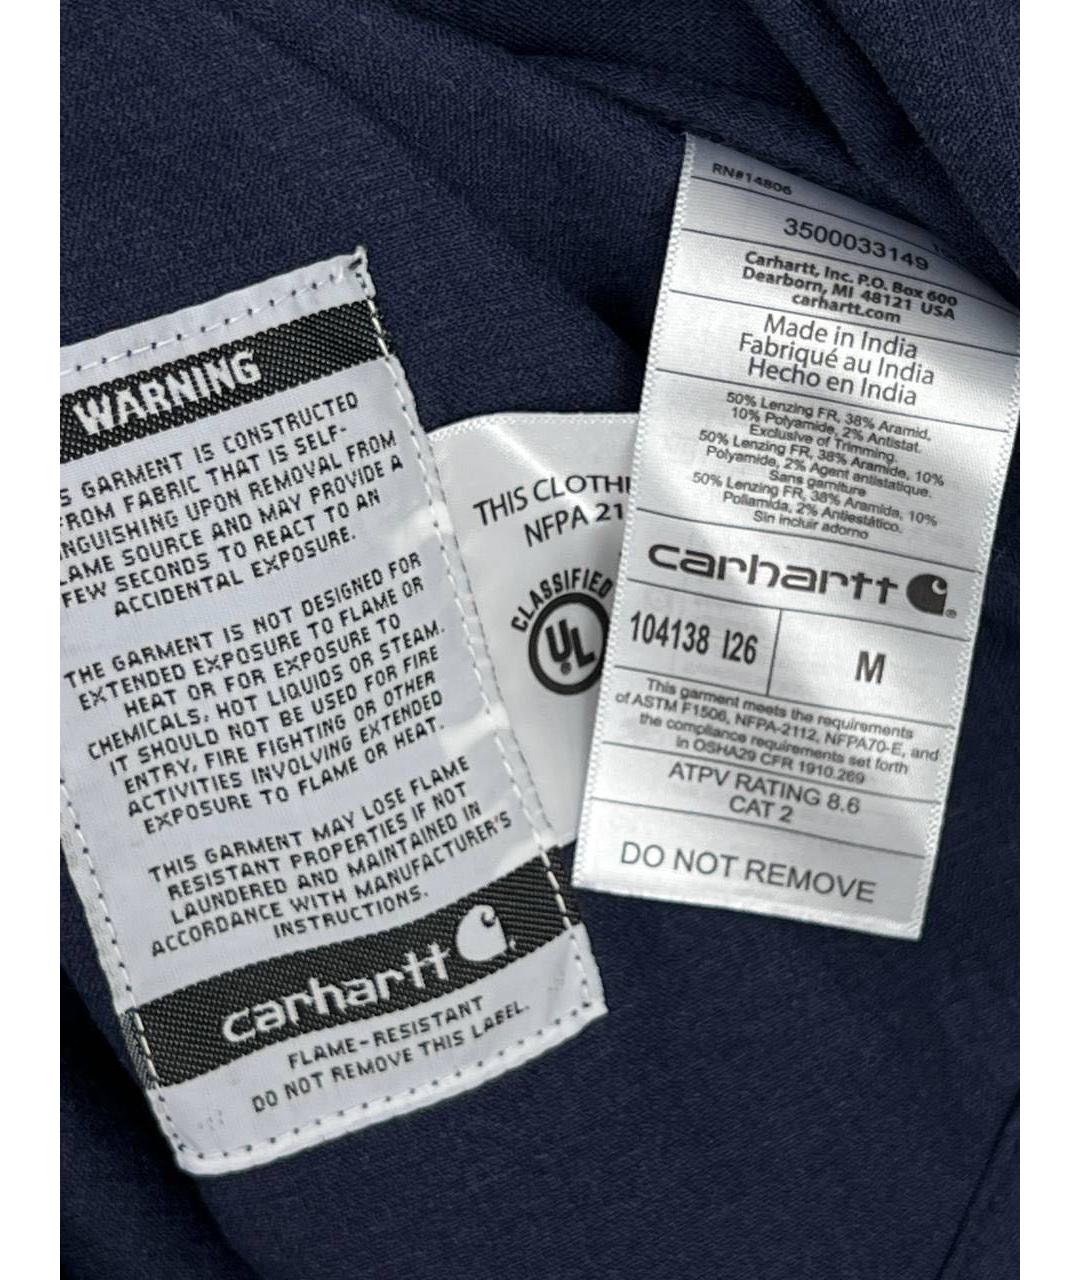 WARNING
GARMENT IS CONSTRUCTED
FROM FABRIC THAT IS SELF-
UPON REMOVAL FROM
SOURCE AND MAY PROVIDE A
FEW SECONDS TO REACT TO AN
ACCIDENTAL EXPOSURE.
THE GARMENT IS NOT DESIGNED FOR
EXTENDED EXPOSURE TO FLAME OR
HEAT OR FOR EXPOSURE TO
CHEMICALS, HOT LIQUIDS OR STEAM.
IT SHOULD NOT BE USED FOR FIRE
ENTRY, FIRE FIGHTING OR OTHER
ACTIVITIES INVOLVING EXTENDED
EXPOSURE TO FLAME OR HEAT.
THIS GARMENT MAY LOSE FLAME
RESISTANT PROPERTIES IF NOT
LAUNDERED AND MAINTAINED IN
ACCORDANCE WITH MANUFACTURER'S
INSTRUCTIONS.
carhartt
FLAME-RESISTANT
DO NOT REMOVE THIS LABEL.
THIS CLOTHI
NFPA 21
CLASSIFIED
UL®
RN#14806
3500033149
Carhartt, Inc. P.O. Box 600
Dearborn, MI 48121 USA
carhartt.com
Made in India
Fabriqué au India
Hecho en India
50% Lenzing FR, 38% Aramid,
10% Polyamide, 2% Antistat.
Exclusive of Trimming.
50% Lenzing FR, 38% Aramide, 10%
Polyamide, 2% Agent antistatique.
Sans garniture
50% Lenzing FR, 38% Aramida, 10%
Poliamida, 2% Antiestático.
Sin incluir adorno
carhartt ®
104138 I26
M
This garment meets the requirements
of ASTM F1506, NFPA-2112, NFPA70-E, and
the compliance requirements set forth
in OSHA29 CFR 1910.269
ATPV RATING 8.6
CAT 2
DO NOT REMOVE